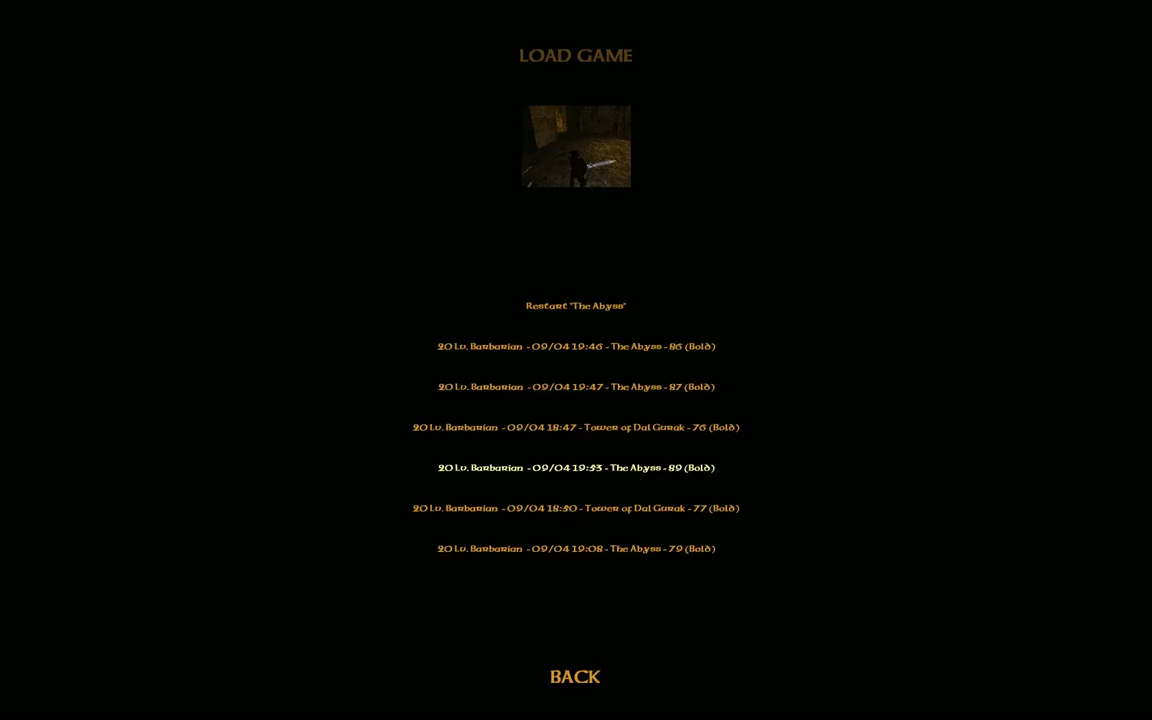 LOAD GAME
Restart "The Abyss"
20 Lv. Barbarian - 09/04 19:46 - The Abyss - 86 (Bold)
20 Lv. Barbarian - 09/04 19:47 - The Abyss - 87 (Bold)
20 Lv. Barbarian - 09/04 18:47 - Tower of Dal Gurak - 76 (Bold)
20 Lv. Barbarian - 09/04 19:53 - The Abyss - 89 (Bold)
20 Lv. Barbarian - 09/04 18:50 - Tower of Dal Gurak - 77 (Bold)
20 Lv. Barbarian - 09/04 19:08 - The Abyss - 79 (Bold)
BACK